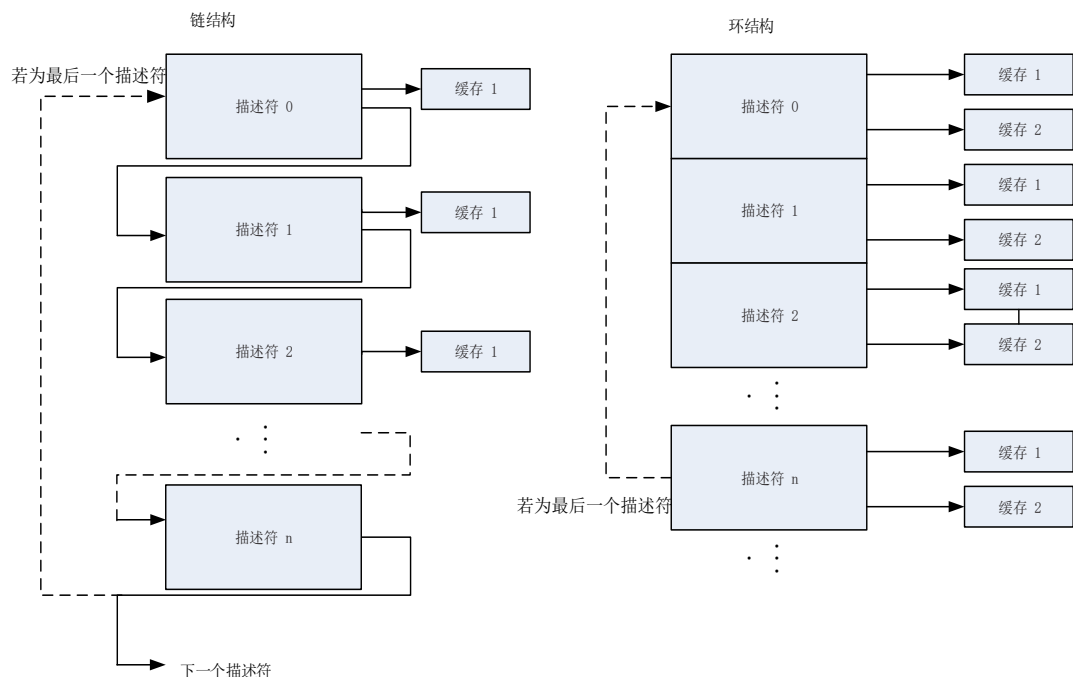 链结构
若为最后一个描述符
描述符 0
缓存 1
描述符 1
缓存 1
描述符 2
缓存 1
描述符 n
下一个描述符
环结构
描述符 0
缓存 1
缓存 2
描述符 1
缓存 1
缓存 2
描述符 2
缓存 1
缓存 2
描述符 n
缓存 1
缓存 2
若为最后一个描述符